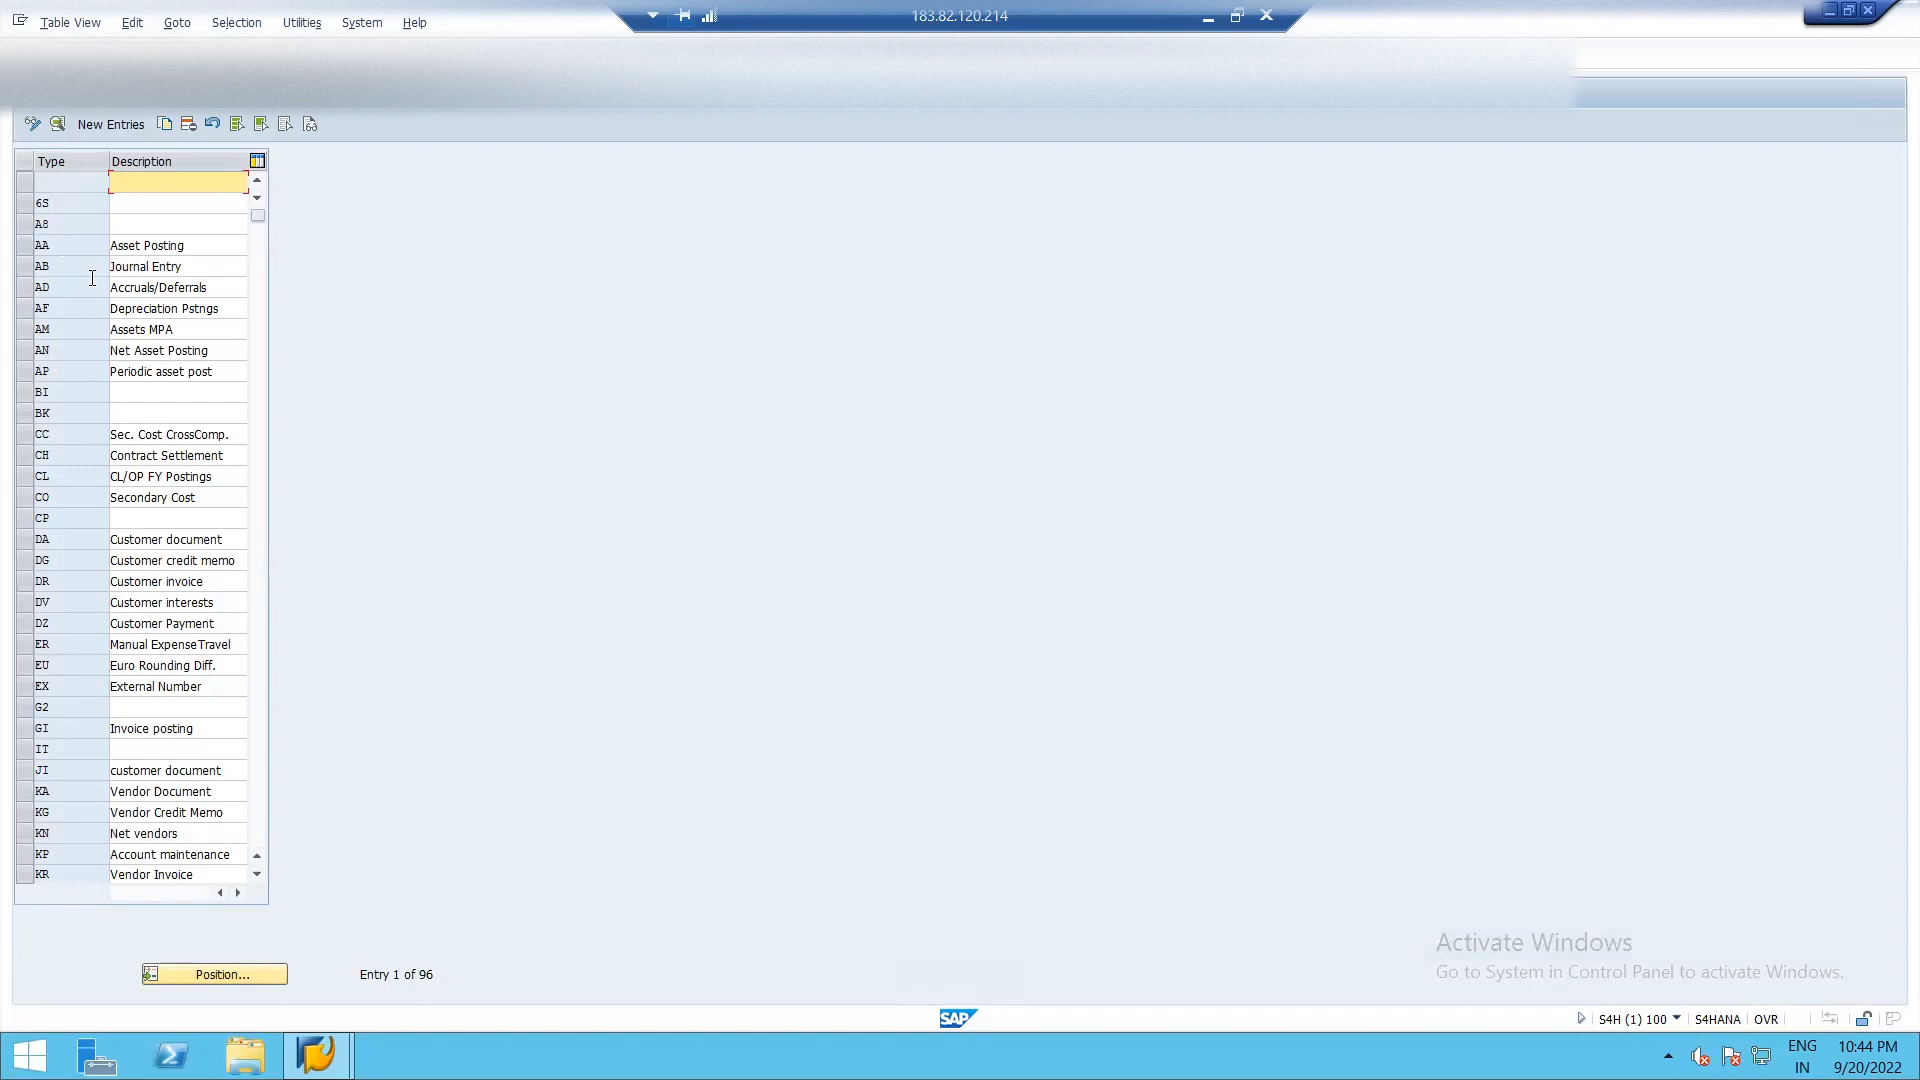 183.82.120.214
Table View Edit Goto Selection Utilities System Help
New Entries
Type Description
6S
A8
AA Asset Posting
AB Journal Entry
AD Accruals/Deferrals
AF Depreciation Pstngs
AM Assets MPA
AN Net Asset Posting
AP Periodic asset post
BI
BK
CC Sec. Cost CrossComp.
CH Contract Settlement
CL CL/OP FY Postings
CO Secondary Cost
CP
DA Customer document
DG Customer credit memo
DR Customer invoice
DV Customer interests
DZ Customer Payment
ER Manual ExpenseTravel
EU Euro Rounding Diff.
EX External Number
G2
GI Invoice posting
IT
JI customer document
KA Vendor Document
KG Vendor Credit Memo
KN Net vendors
KP Account maintenance
KR Vendor Invoice
Position... Entry 1 of 96
Activate Windows
Go to System in Control Panel to activate Windows.
SAP
S4H (1) 100 S4HANA OVR
ENG 10:44 PM
IN 9/20/2022